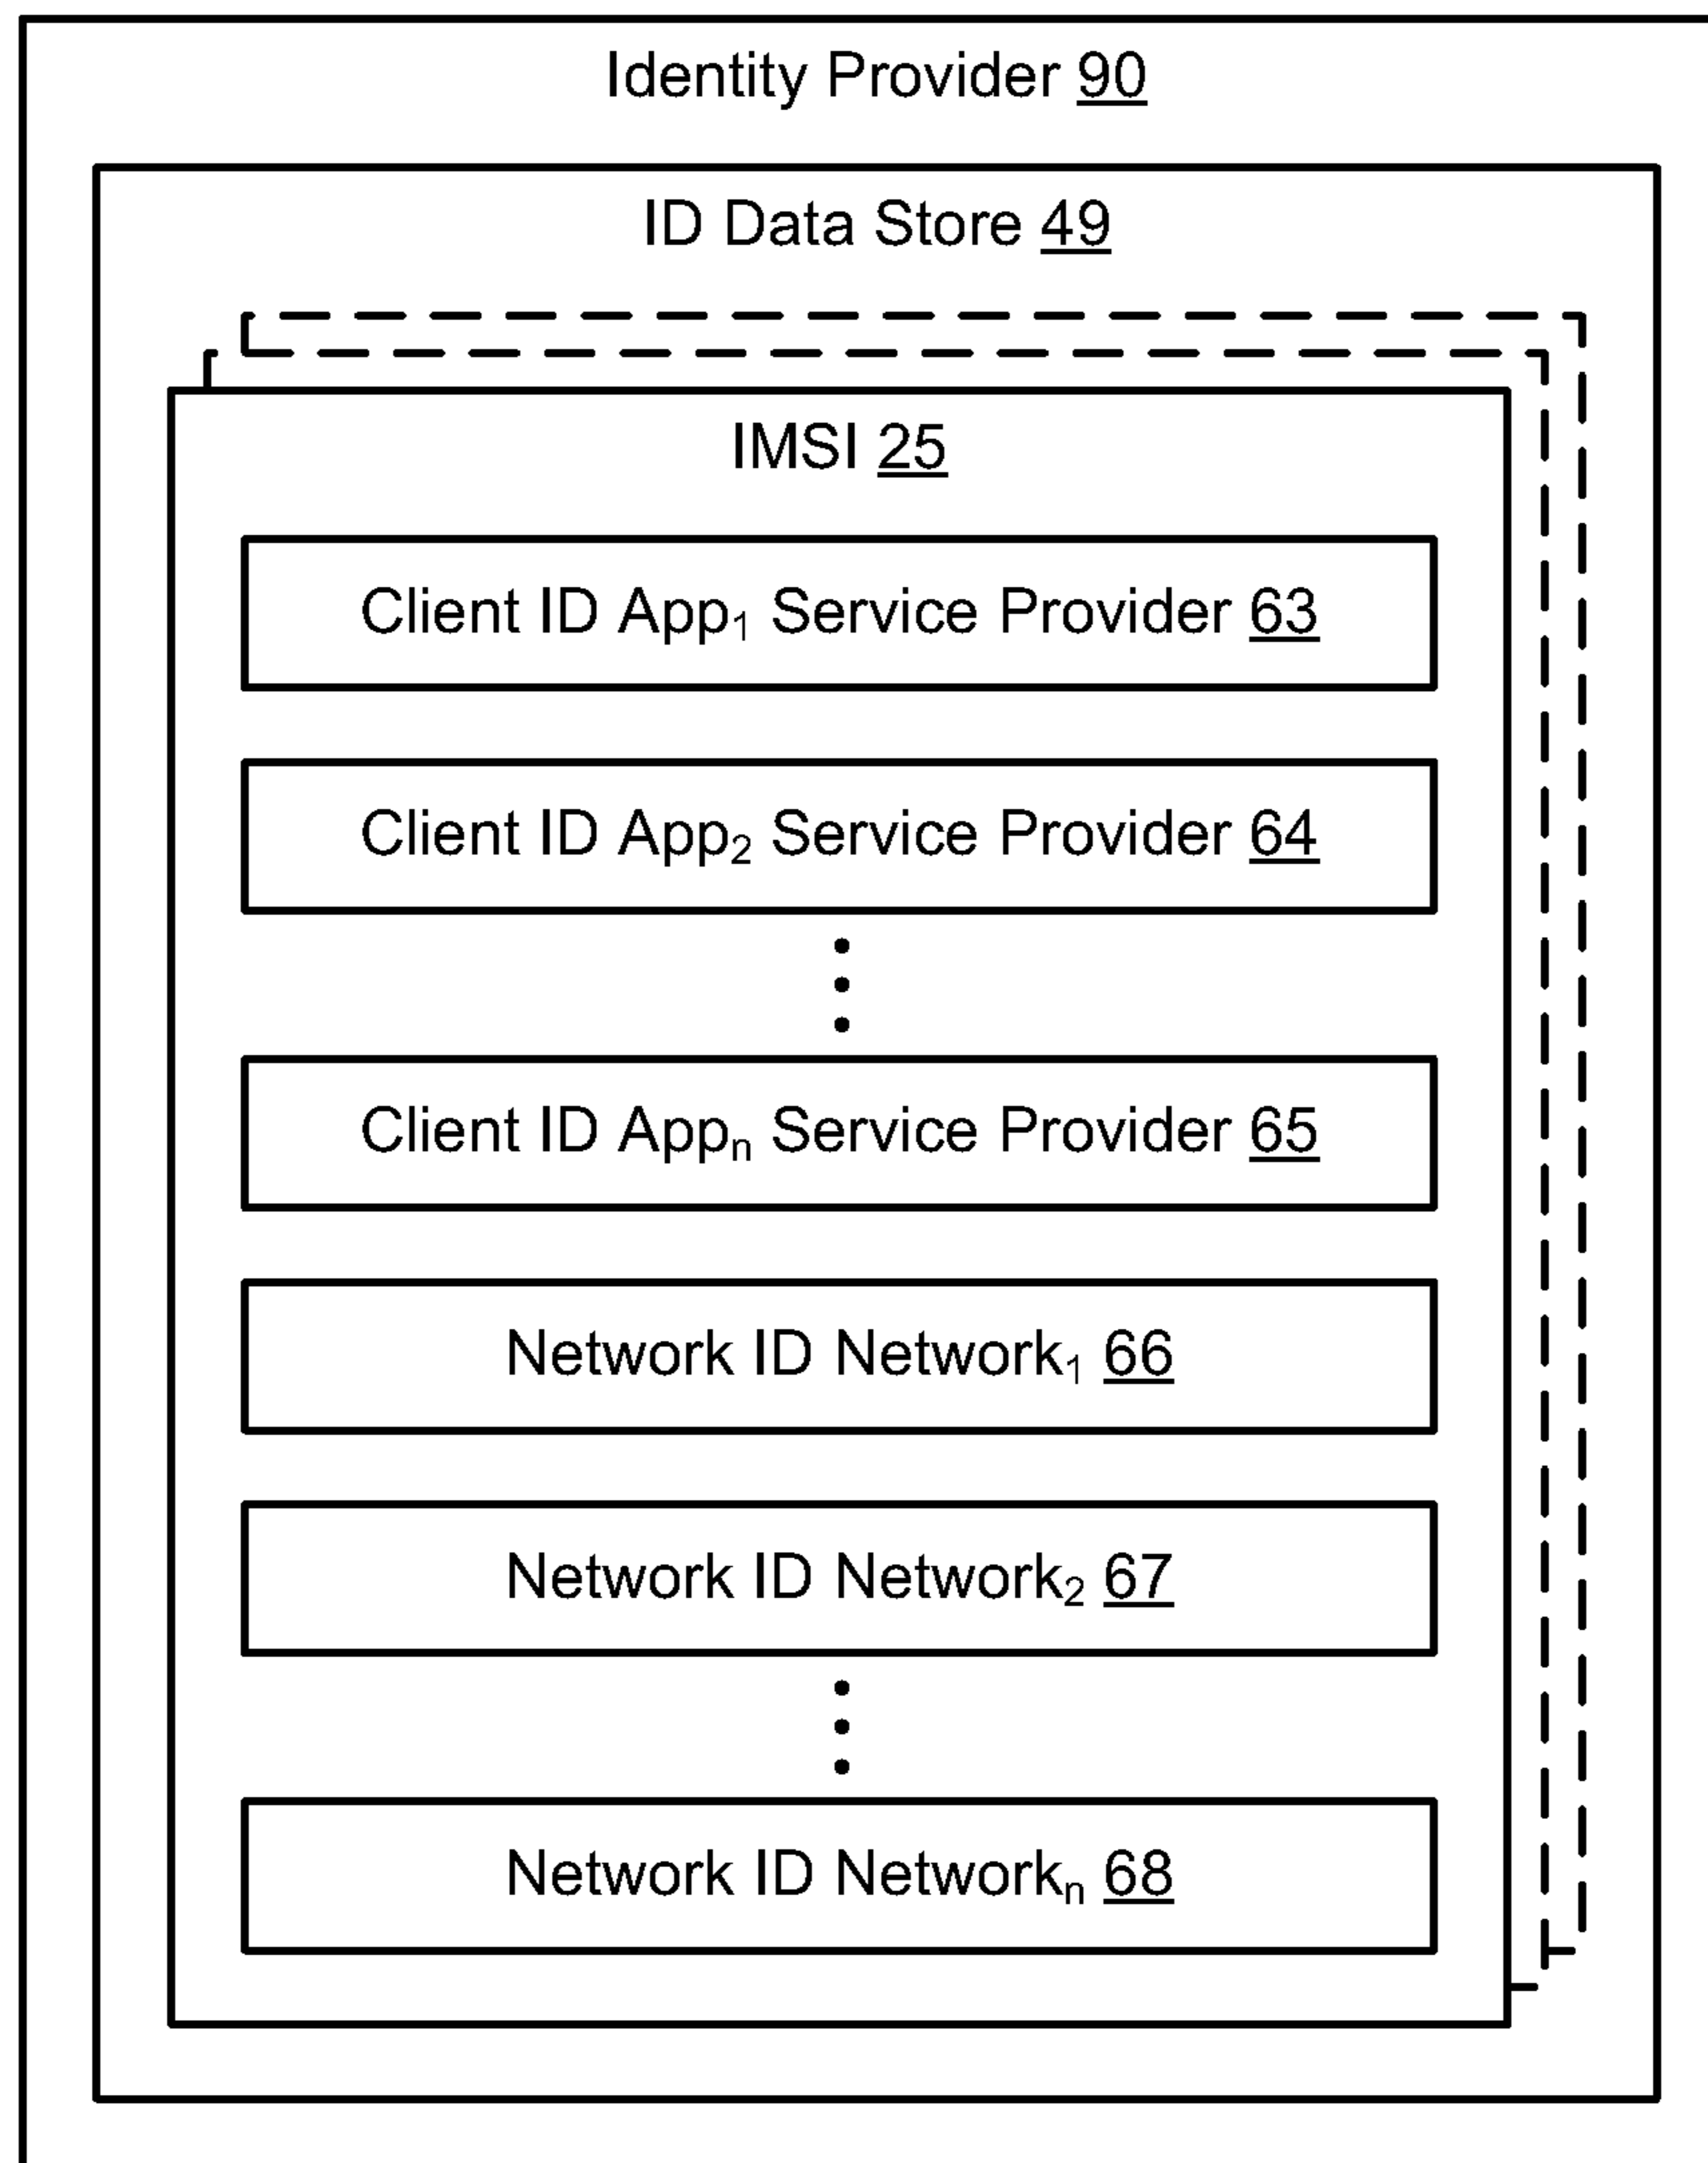 Identity Provider 90
ID Data Store 49
IMSI 25
Client ID App₁ Service Provider 63
Client ID App₂ Service Provider 64
Client ID Appₙ Service Provider 65
Network ID Network₁ 66
Network ID Network₂ 67
Network ID Networkₙ 68